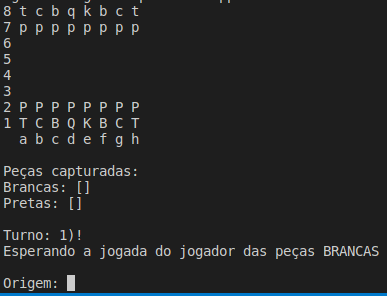 8 t c b q k b c t
7 p p p p p p p p
6
5
4
3
2 P P P P P P P P
1 T C B Q K B C T
a b c d e f g h
Peças capturadas:
Brancas: []
Pretas: []
Turno: 1)!
Esperando a jogada do jogador das peças BRANCAS
Origem: